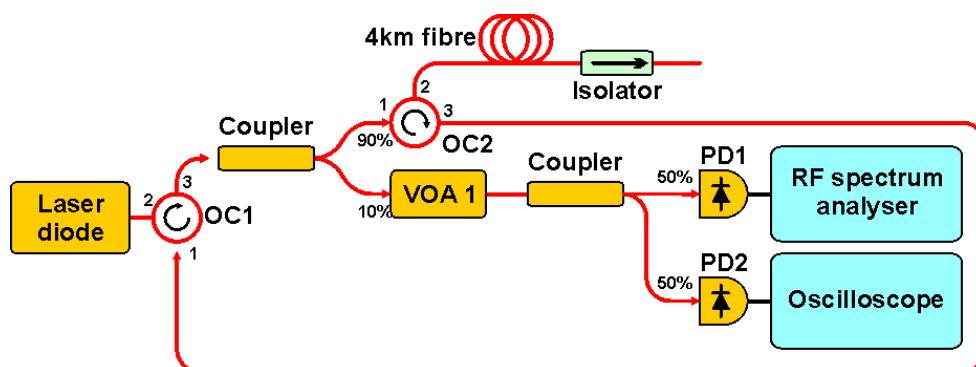 4km fibre
Isolator
2
1
3
90%
OC2
Coupler
Coupler
PD1
50%
RF spectrum
analyser
VOA 1
10%
3
2
OC1
1
Laser
diode
PD2
50%
Oscilloscope